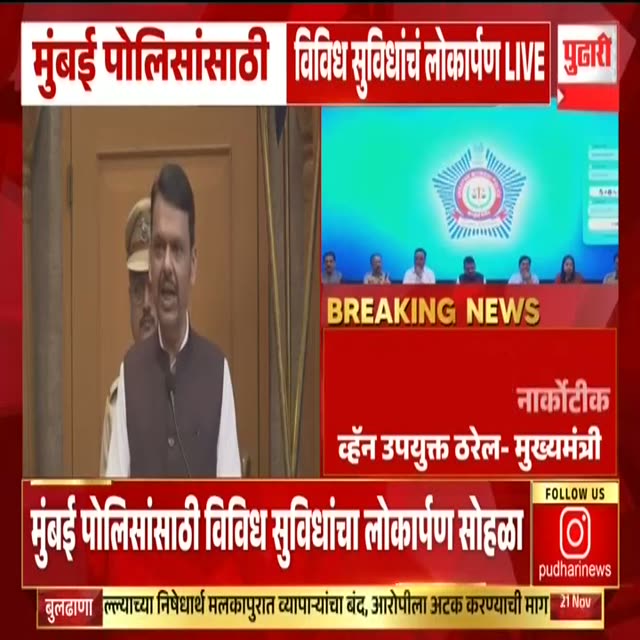 मुंबई पोलिसांसाठी
विविध सुविधांचं लोकार्पण LIVE
पुढारी
BREAKING NEWS
नार्कोटीक
व्हॅन उपयुक्त ठरेल- मुख्यमंत्री
मुंबई पोलिसांसाठी विविध सुविधांचा लोकार्पण सोहळा
FOLLOW US
pudharinews
बुलढाणा
ल्ल्याच्या निषेधार्थ मलकापुरात व्यापाऱ्यांचा बंद, आरोपीला अटक करण्याची माग
21 Nov